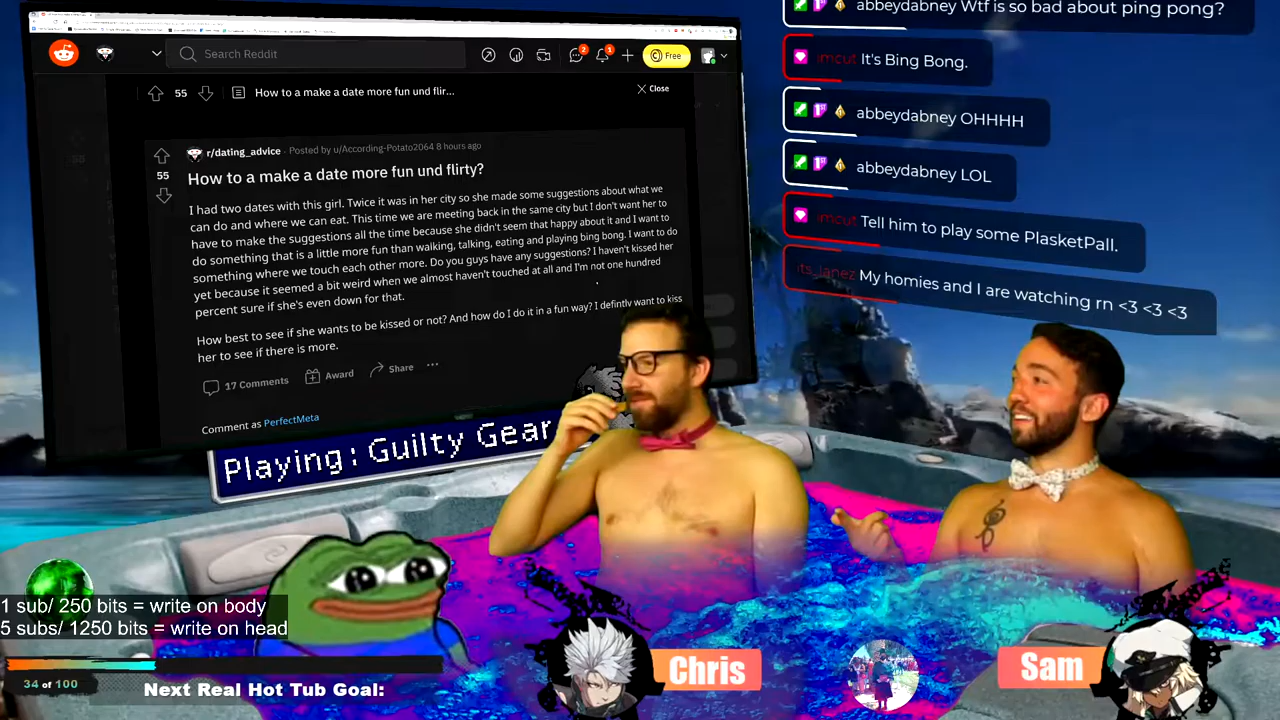 Search Reddit
2
1
Free
55
How to a make a date more fun und flir...
Close
r/dating_advice · Posted by u/According-Potato2064 8 hours ago
55
How to a make a date more fun und flirty?
I had two dates with this girl. Twice it was in her city so she made some suggestions about what we
can do and where we can eat. This time we are meeting back in the same city but I don't want her to
have to make the suggestions all the time because she didn't seem that happy about it and I want to
do something that is a little more fun than walking, talking, eating and playing bing bong. I want to do
something where we touch each other more. Do you guys have any suggestions? I haven't kissed her
yet because it seemed a bit weird when we almost haven't touched at all and I'm not one hundred
percent sure if she's even down for that.
How best to see if she wants to be kissed or not? And how do I do it in a fun way? I defintly want to kiss
her to see if there is more.
17 Comments
Award
Share
...
Comment as PerfectMeta
Playing: Guilty Gear
abbeydabney Wtf is so bad about ping pong?
imcut It's Bing Bong.
abbeydabney OHHHH
abbeydabney LOL
imcut Tell him to play some PlasketPall.
its_lanez My homies and I are watching rn <3 <3 <3
1 sub/ 250 bits = write on body
5 subs/ 1250 bits = write on head
34 of 100
Next Real Hot Tub Goal:
Chris
Sam